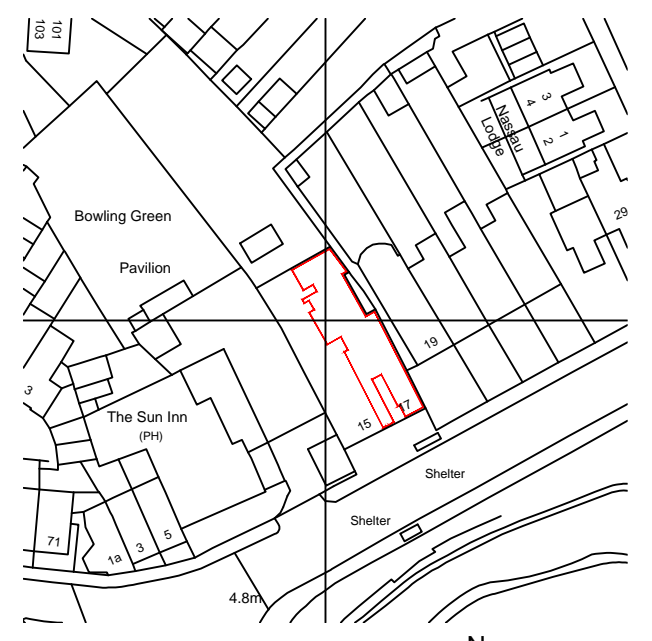 101
103
3
4
Nassau
Lodge
1
2
29
Bowling Green
Pavilion
19
3
The Sun Inn
(PH)
17
15
Shelter
Shelter
71
1a
3
5
4.8m
N